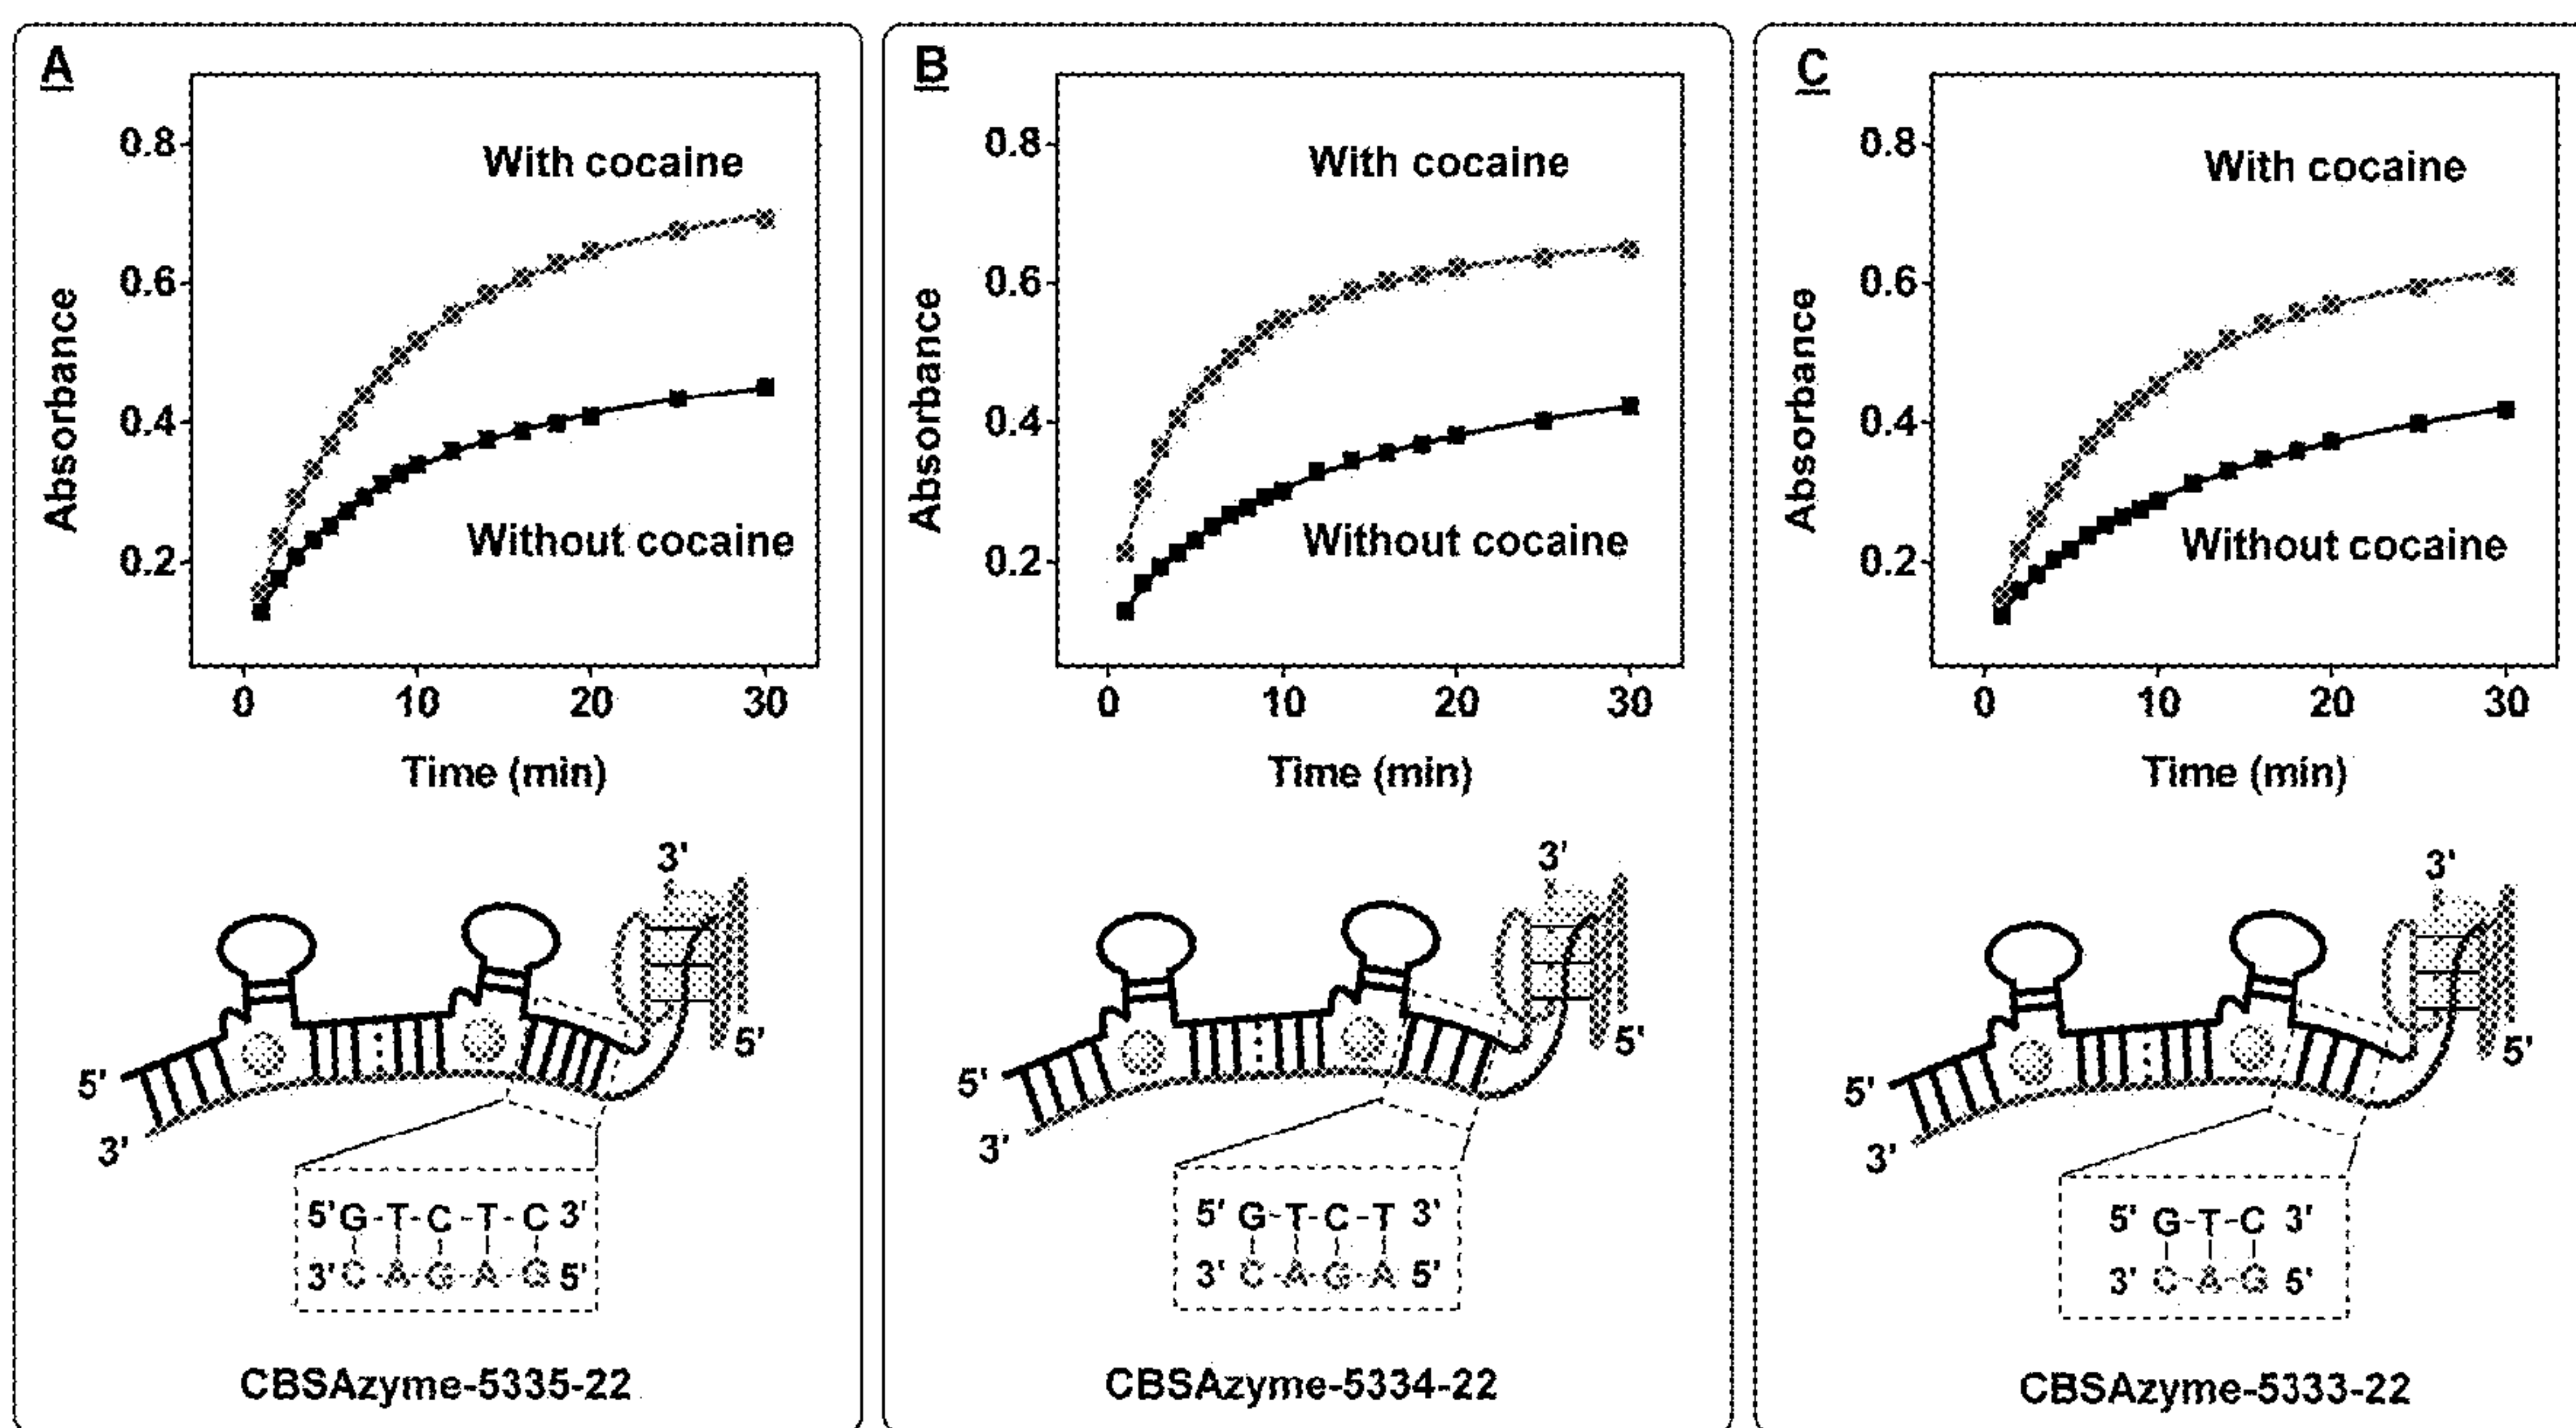 A
0.8
0.6
0.4
0.2
Absorbance
With cocaine
Without cocaine
0 10 20 30
Time (min)
3'
5'
5'
3'
5' G-T-C-T-C 3'
3' C-A-G-A-G 5'
CBSAzyme-5335-22
B
0.8
0.6
0.4
0.2
Absorbance
With cocaine
Without cocaine
0 10 20 30
Time (min)
3'
5'
5'
3'
5' G-T-C-T 3'
3' C-A-G-A 5'
CBSAzyme-5334-22
C
0.8
0.6
0.4
0.2
Absorbance
With cocaine
Without cocaine
0 10 20 30
Time (min)
3'
5'
5'
3'
5' G-T-C 3'
3' C-A-G 5'
CBSAzyme-5333-22